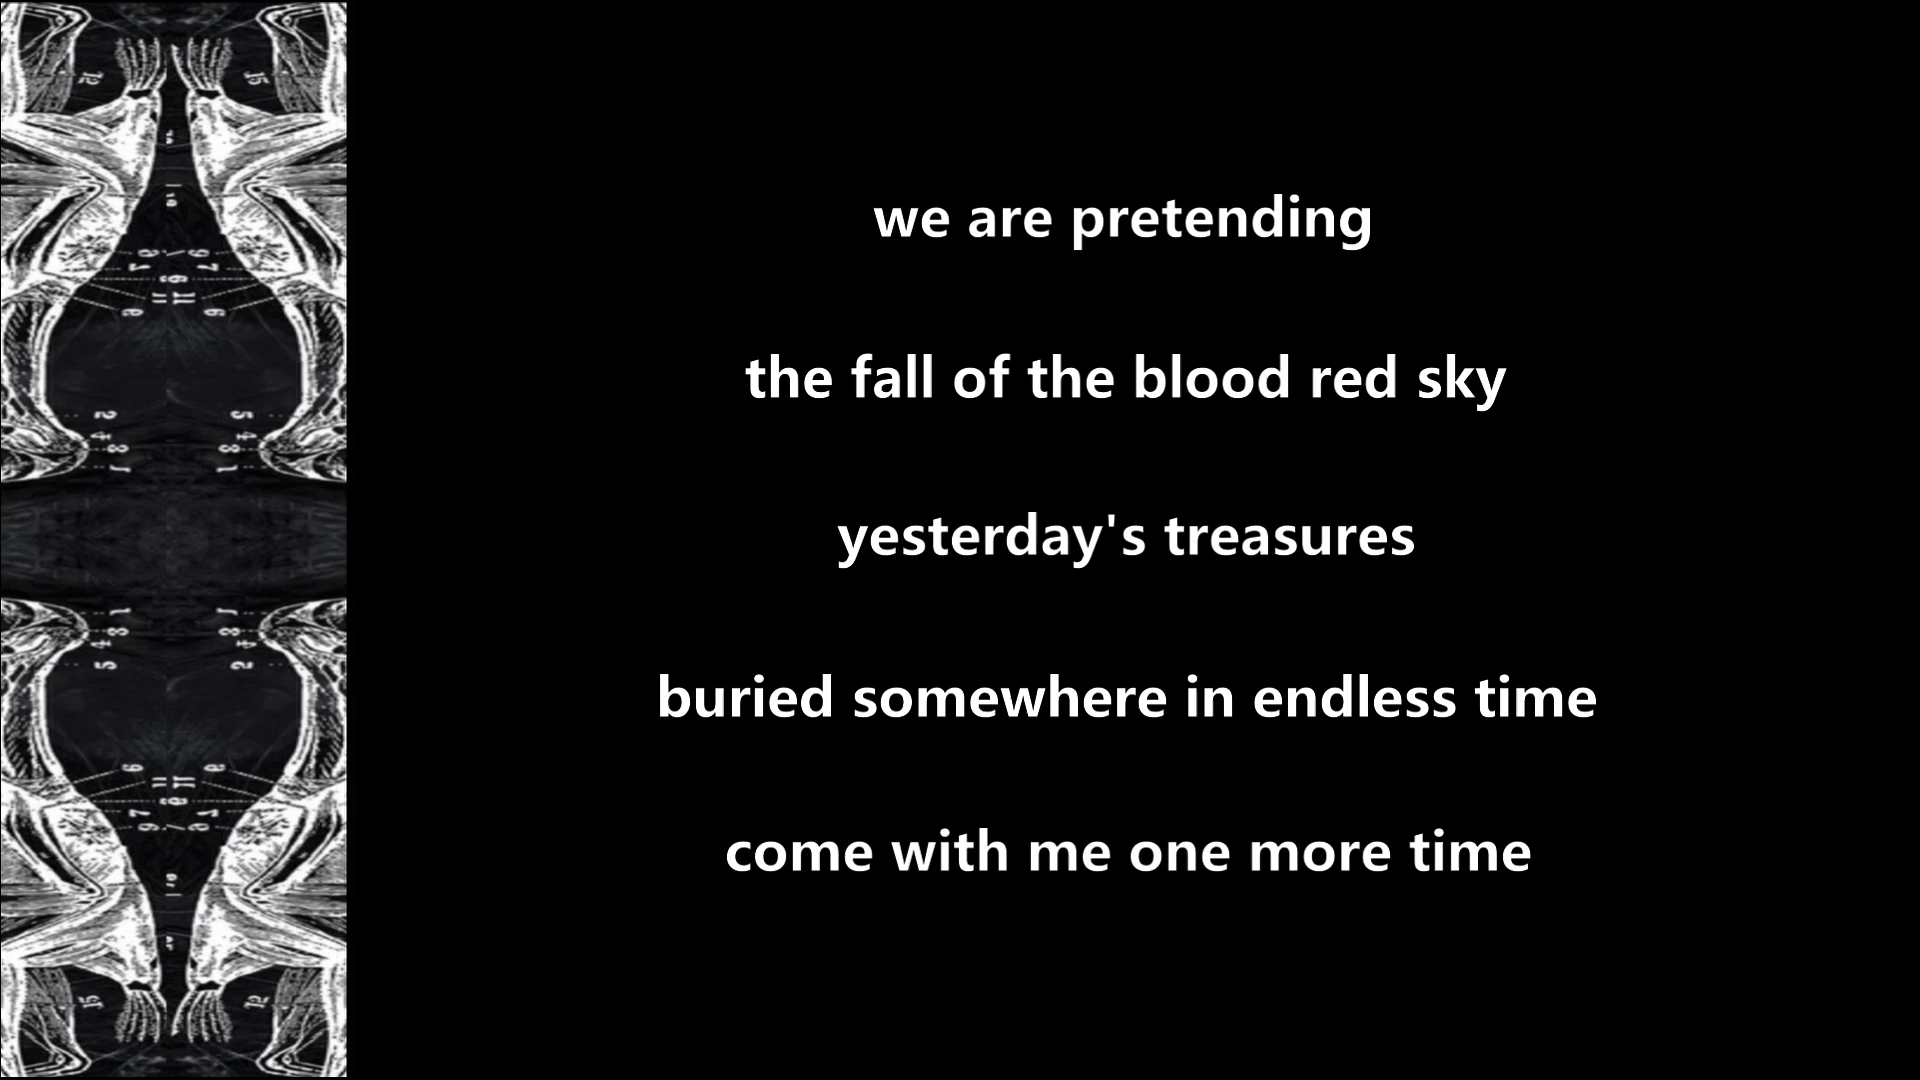 we are pretending
the fall of the blood red sky
yesterday's treasures
buried somewhere in endless time
come with me one more time